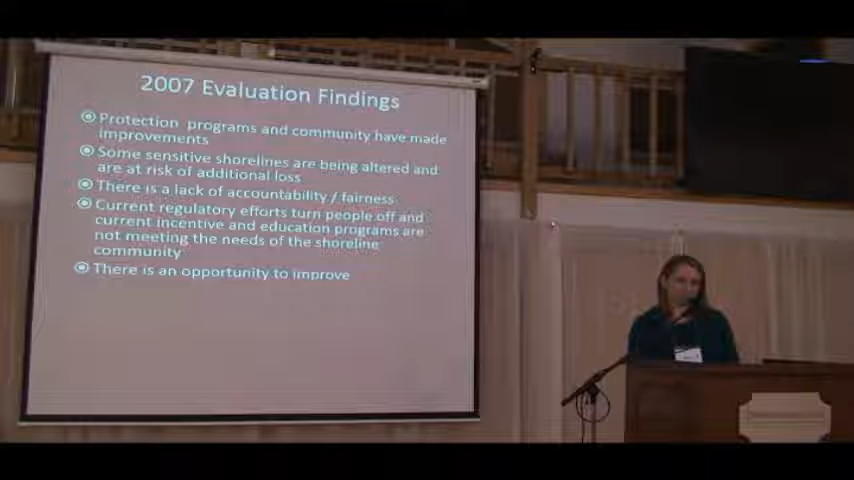 2007 Evaluation Findings
Protection programs and community have made
improvements
Some sensitive shorelines are being altered and
are at risk of additional loss
There is a lack of accountability / fairness
Current regulatory efforts turn people off and
current incentive and education programs are
not meeting the needs of the shoreline
community
There is an opportunity to improve